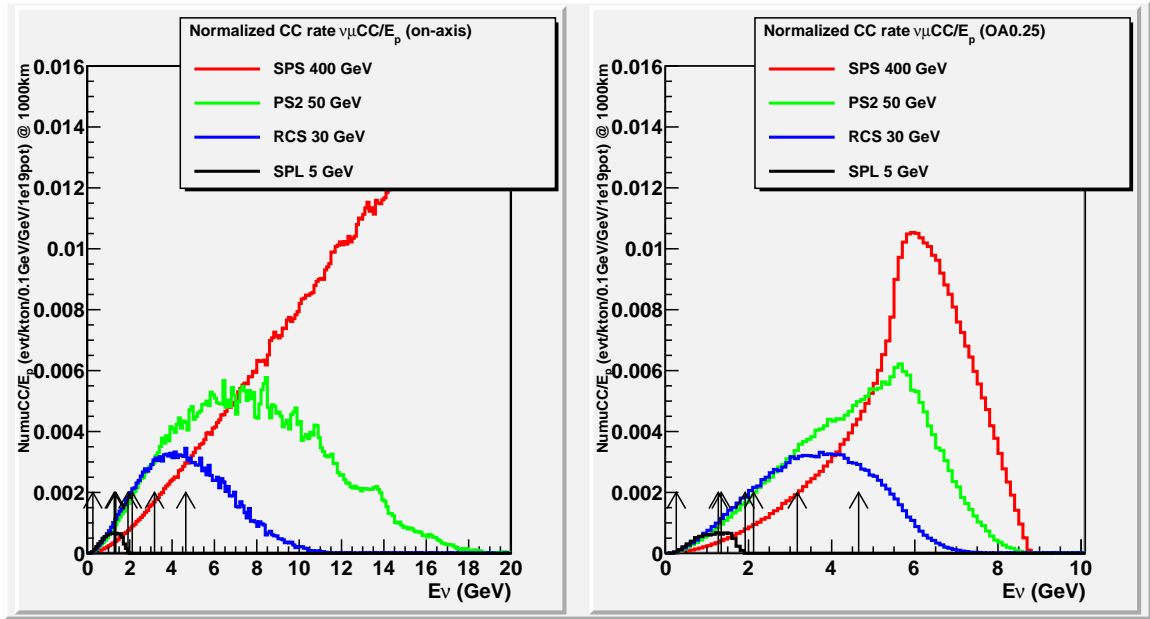 Normalized CC rate νμCC/E_p (on-axis)
SPS 400 GeV
PS2 50 GeV
RCS 30 GeV
SPL 5 GeV
NumuCC/E_p (evt/kton/0.1GeV/GeV/1e19pot) @ 1000km
0.016
0.014
0.012
0.01
0.008
0.006
0.004
0.002
0
0 2 4 6 8 10 12 14 16 18 20
Eν (GeV)
Normalized CC rate νμCC/E_p (OA0.25)
SPS 400 GeV
PS2 50 GeV
RCS 30 GeV
SPL 5 GeV
NumuCC/E_p (evt/kton/0.1GeV/GeV/1e19pot) @ 1000km
0.016
0.014
0.012
0.01
0.008
0.006
0.004
0.002
0
0 2 4 6 8 10
Eν (GeV)